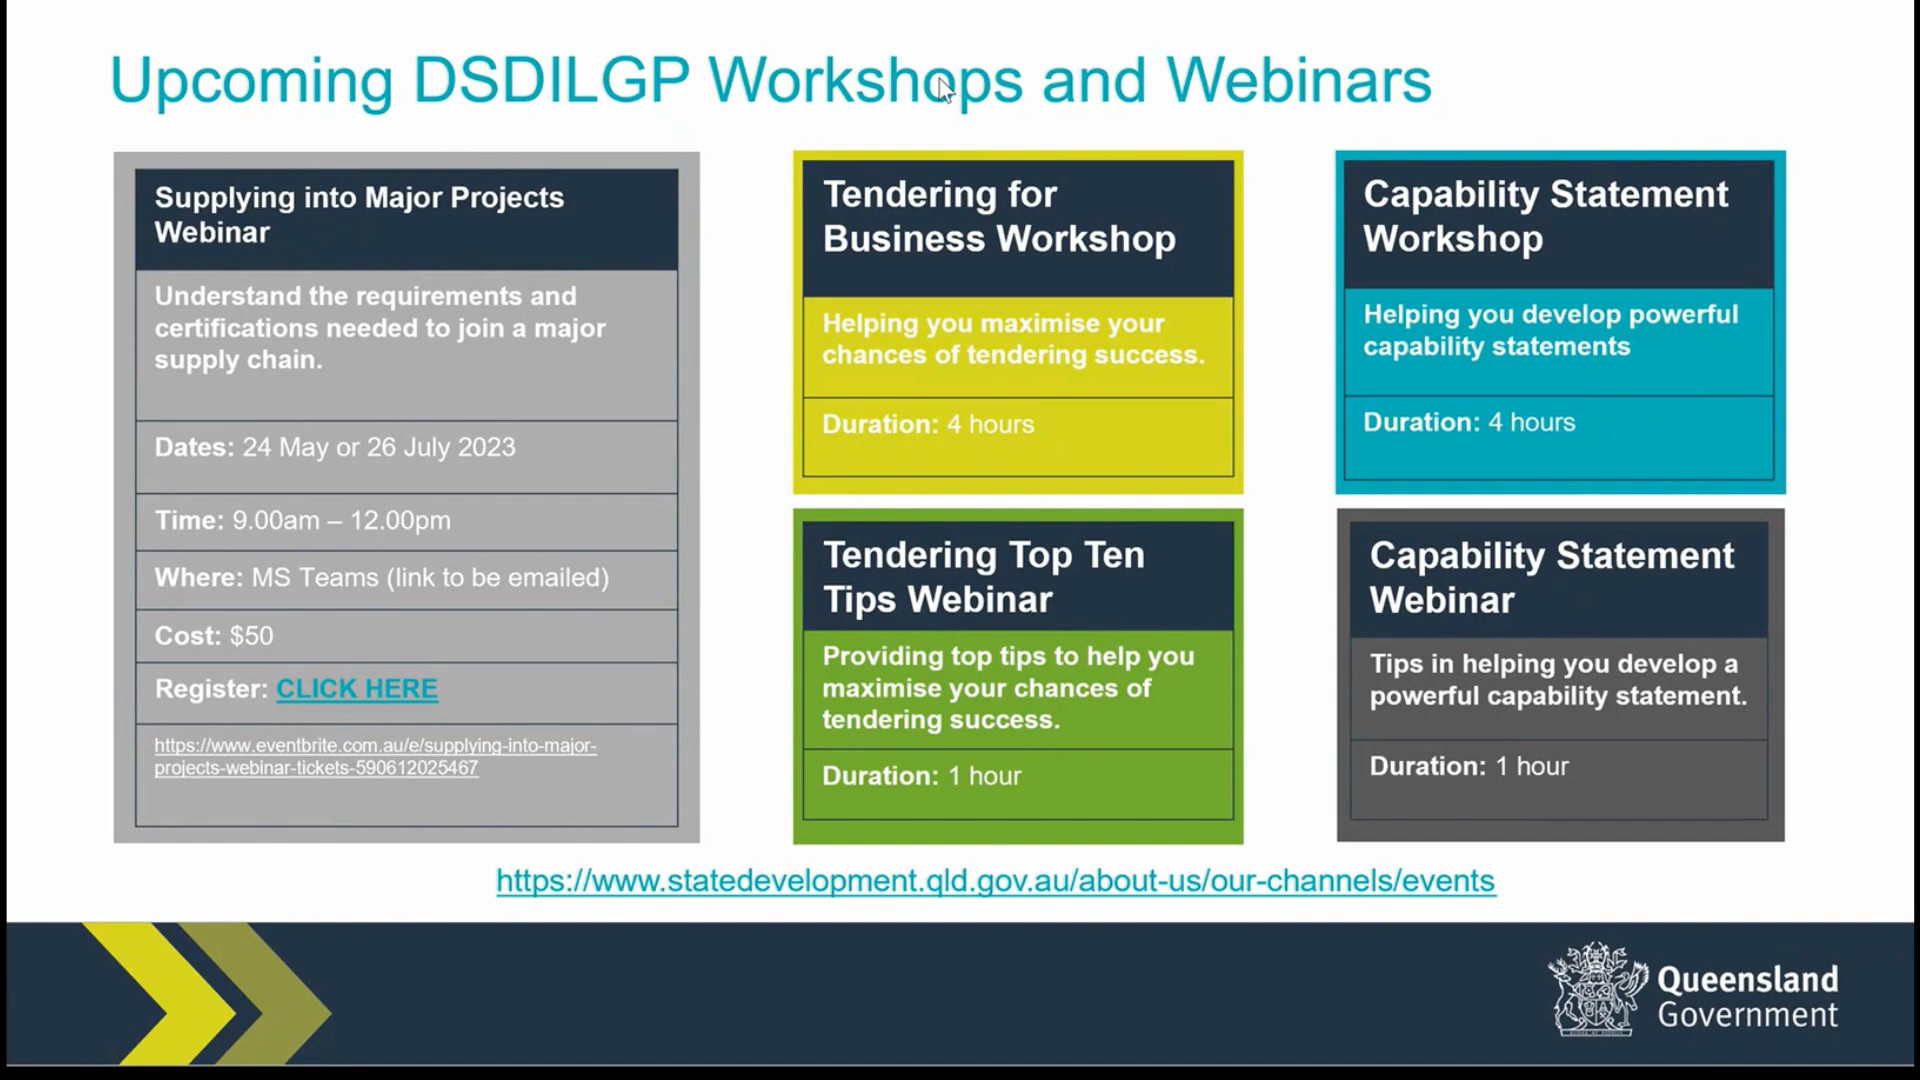 Upcoming DSDILGP Workshops and Webinars
Supplying into Major Projects
Webinar
Understand the requirements and
certifications needed to join a major
supply chain.
Dates: 24 May or 26 July 2023
Time: 9.00am – 12.00pm
Where: MS Teams (link to be emailed)
Cost: $50
Register: CLICK HERE
https://www.eventbrite.com.au/e/supplying-into-major-
projects-webinar-tickets-590612025467
Tendering for
Business Workshop
Helping you maximise your
chances of tendering success.
Duration: 4 hours
Capability Statement
Workshop
Helping you develop powerful
capability statements
Duration: 4 hours
Tendering Top Ten
Tips Webinar
Providing top tips to help you
maximise your chances of
tendering success.
Duration: 1 hour
Capability Statement
Webinar
Tips in helping you develop a
powerful capability statement.
Duration: 1 hour
https://www.statedevelopment.qld.gov.au/about-us/our-channels/events
Queensland
Government